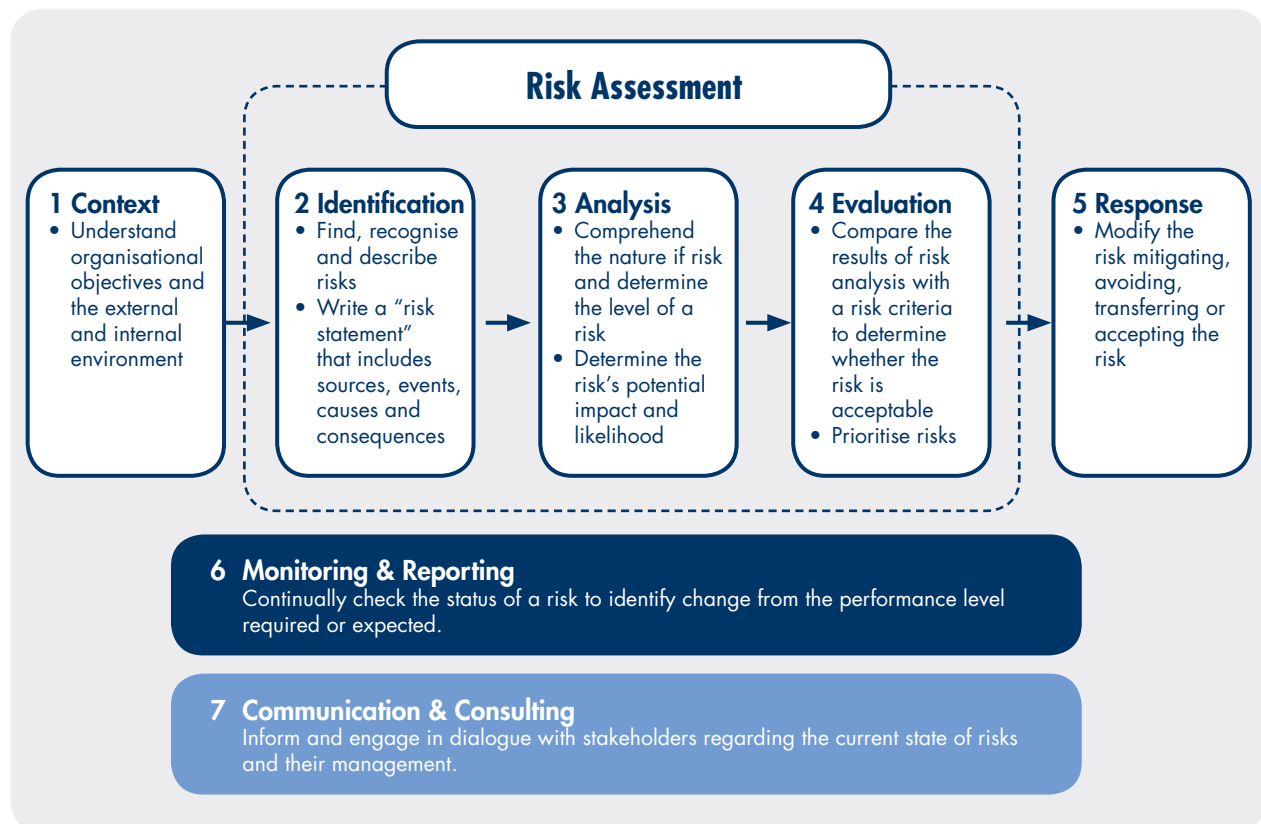 Risk Assessment
1 Context
• Understand
organisational
objectives and
the external
and internal
environment
2 Identification
• Find, recognise
and describe
risks
• Write a “risk
statement”
that includes
sources, events,
causes and
consequences
3 Analysis
• Comprehend
the nature if risk
and determine
the level of a
risk
• Determine the
risk’s potential
impact and
likelihood
4 Evaluation
• Compare the
results of risk
analysis with
a risk criteria
to determine
whether the
risk is
acceptable
• Prioritise risks
5 Response
• Modify the
risk mitigating,
avoiding,
transferring or
accepting the
risk
6 Monitoring & Reporting
Continually check the status of a risk to identify change from the performance level
required or expected.
7 Communication & Consulting
Inform and engage in dialogue with stakeholders regarding the current state of risks
and their management.